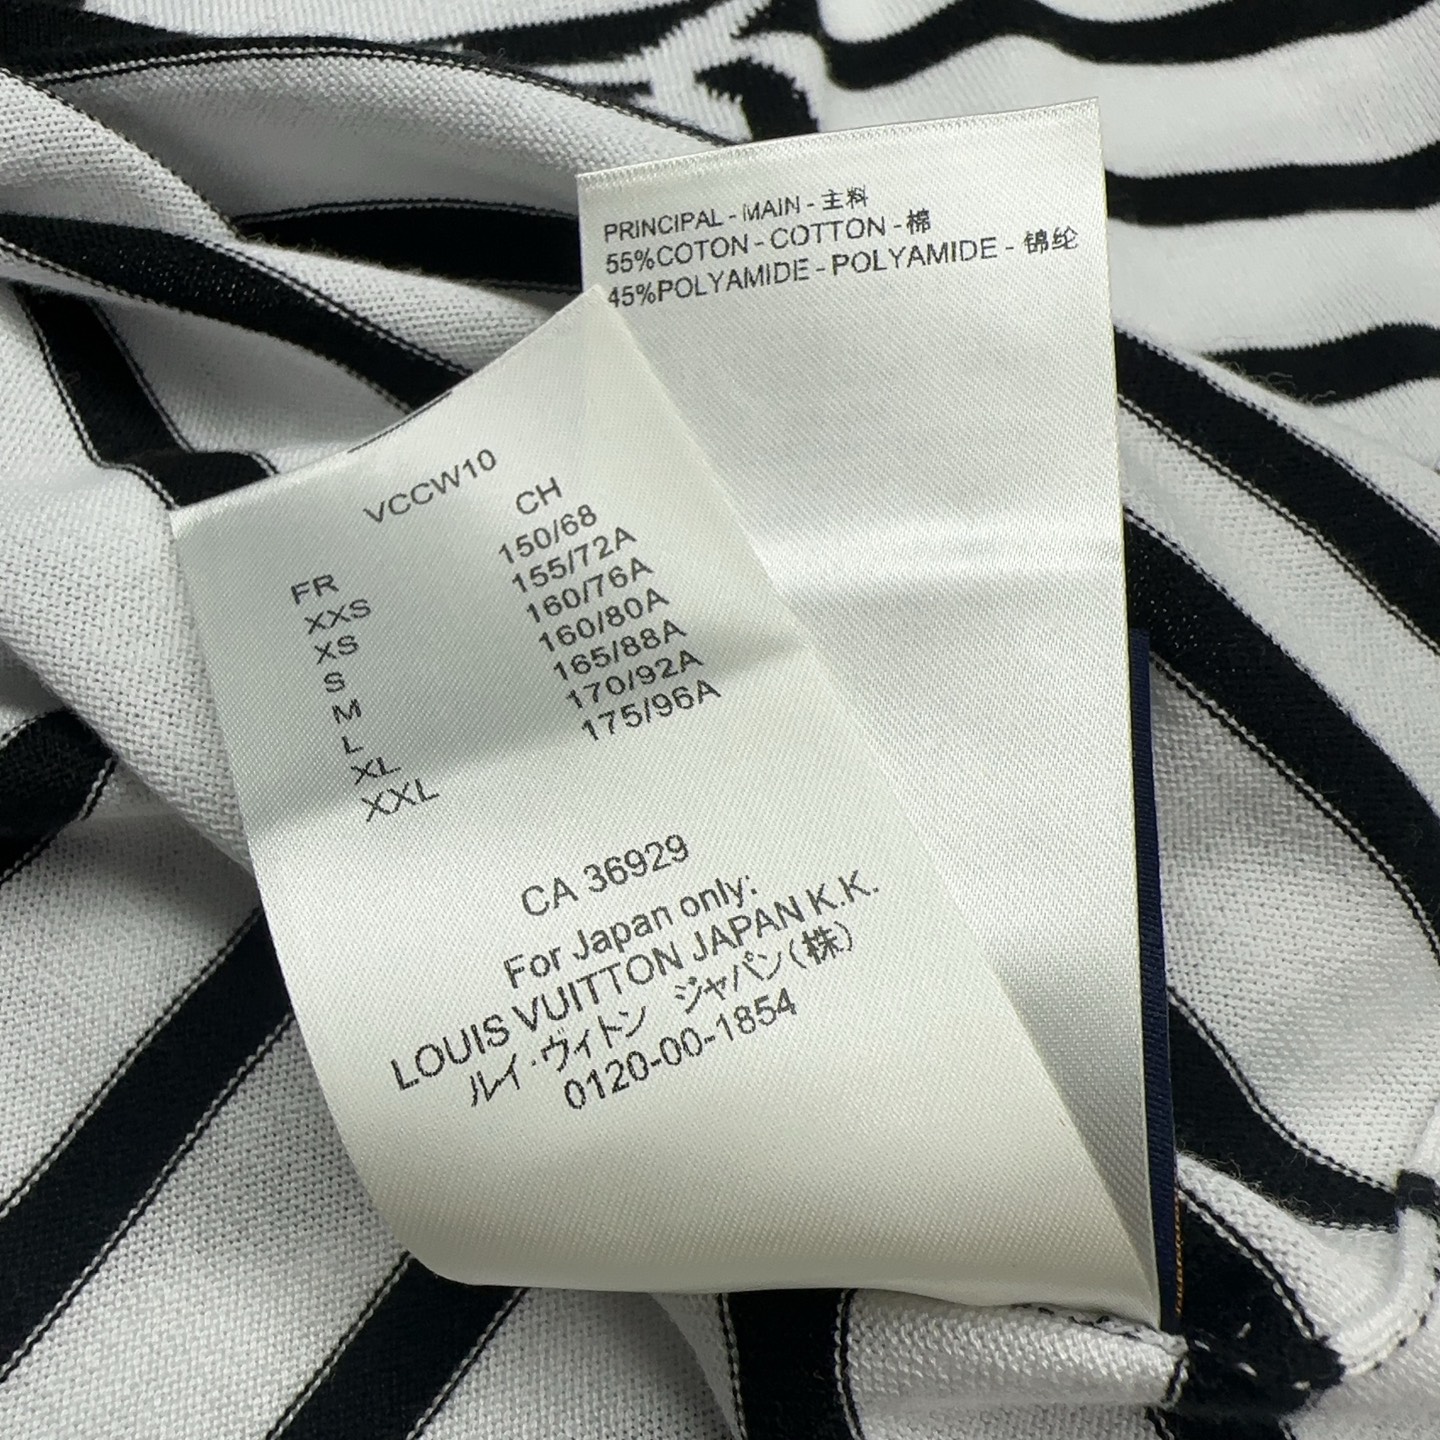 PRINCIPAL - MAIN - 主料
55%COTON - COTTON - 棉
45%POLYAMIDE - POLYAMIDE - 锦纶
VCCW10
FR CH
XXS 150/68
XS 155/72A
S 160/76A
M 160/80A
L 165/88A
XL 170/92A
XXL 175/96A
CA 36929
For Japan only:
LOUIS VUITTON JAPAN K.K.
ルイ・ヴィトン ジャパン(株)
0120-00-1854